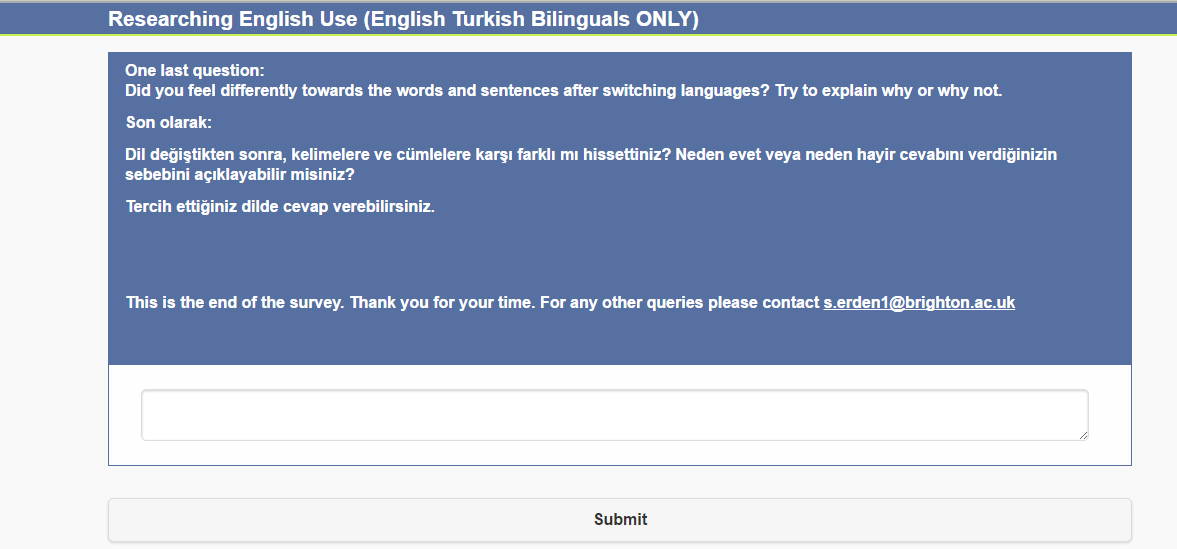 Researching English Use (English Turkish Bilinguals ONLY)
One last question:
Did you feel differently towards the words and sentences after switching languages? Try to explain why or why not.
Son olarak:
Dil değiştikten sonra, kelimelere ve cümlelere karşı farklı mı hissettiniz? Neden evet veya neden hayir cevabını verdiğinizin
sebebini açıklayabilir misiniz?
Tercih ettiğiniz dilde cevap verebilirsiniz.
This is the end of the survey. Thank you for your time. For any other queries please contact s.erden1@brighton.ac.uk
Submit